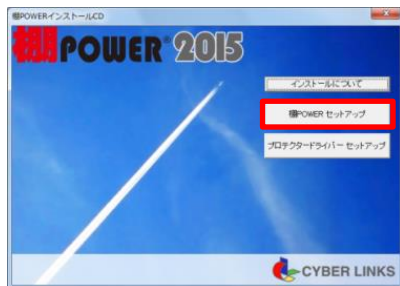 棚POWERインストールCD
棚POWER 2015
インストールについて
棚POWER セットアップ
プロテクタードライバー セットアップ
CYBER LINKS